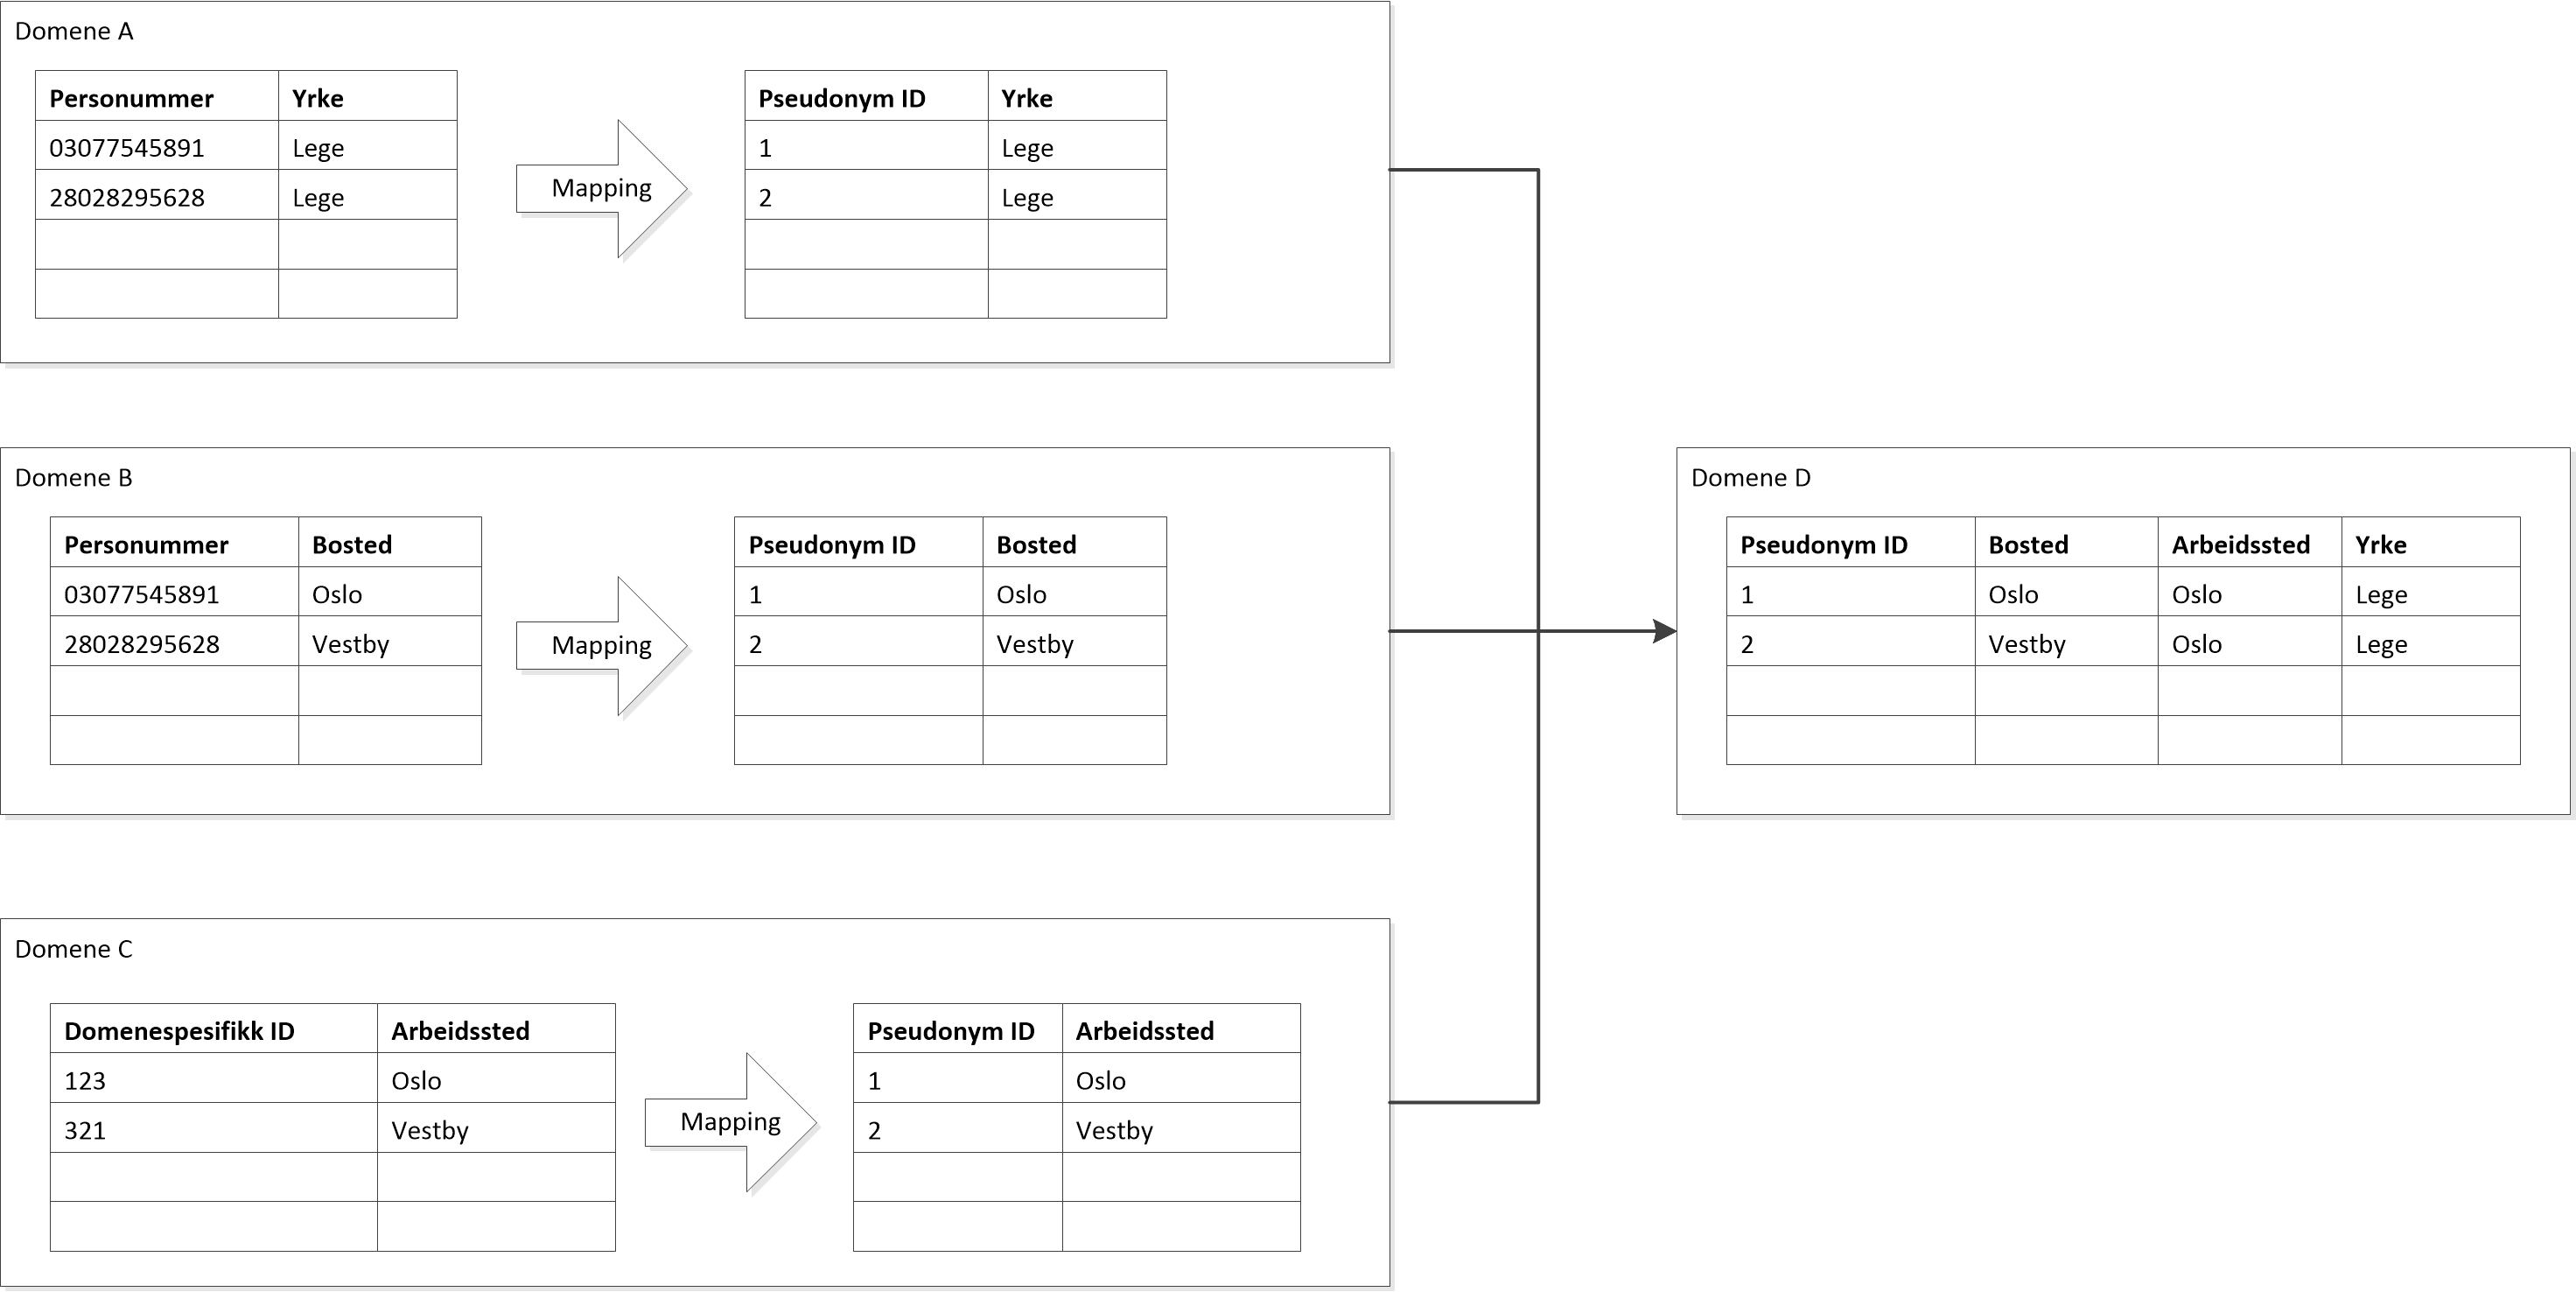 Domene A
Personummer Yrke
03077545891 Lege
28028295628 Lege
Mapping
Pseudonym ID Yrke
1 Lege
2 Lege
Domene B
Personummer Bosted
03077545891 Oslo
28028295628 Vestby
Mapping
Pseudonym ID Bosted
1 Oslo
2 Vestby
Domene D
Pseudonym ID Bosted Arbeidssted Yrke
1 Oslo Oslo Lege
2 Vestby Oslo Lege
Domene C
Domenespesifikk ID Arbeidssted
123 Oslo
321 Vestby
Mapping
Pseudonym ID Arbeidssted
1 Oslo
2 Vestby